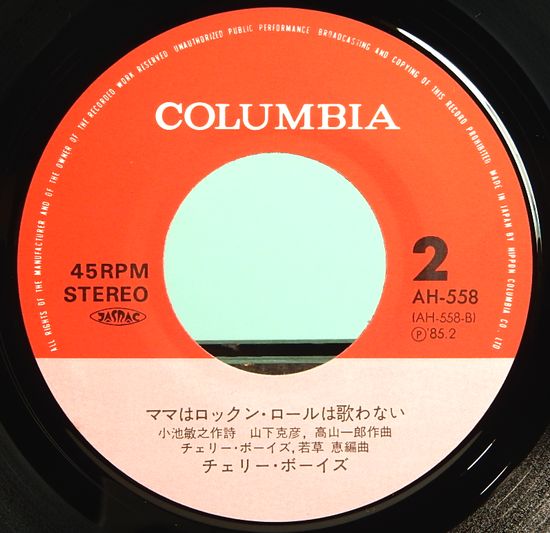 ALL RIGHTS OF THE MANUFACTURER AND OF THE OWNER OF THE RECORDED WORK RESERVED UNAUTHORIZED PUBLIC PERFORMANCE BROADCASTING AND COPYING OF THIS RECORD PROHIBITED MADE IN JAPAN BY NIPPON COLUMBIA CO., LTD
COLUMBIA
45RPM
STEREO
JASRAC
2
AH-558
(AH-558-B)
Ⓟ'85.2
ママはロックン・ロールは歌わない
小池敏之作詩 山下克彦, 高山一郎作曲
チェリー・ボーイズ, 若草 恵編曲
チェリー・ボーイズ